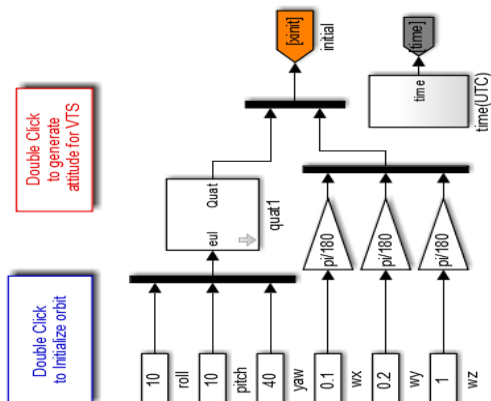 Double Click
to Initialize orbit
Double Click
to generate
attitude for VTS
10
roll
10
pitch
40
yaw
0.1
wx
0.2
wy
1
wz
eul
Quat
quat1
pi/180
pi/180
pi/180
[xinit]
initial
time
time(UTC)
[time]